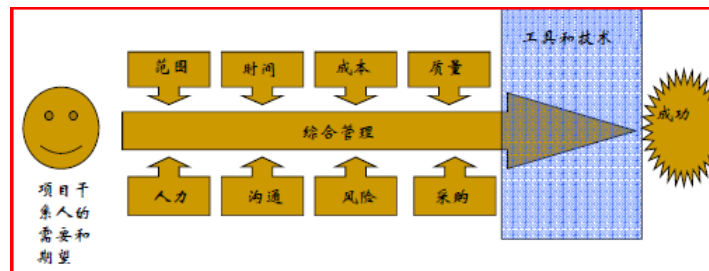 工具和技术
范围
时间
成本
质量
成功
综合管理
人力
沟通
风险
采购
项目干
系人的
需要和
期望